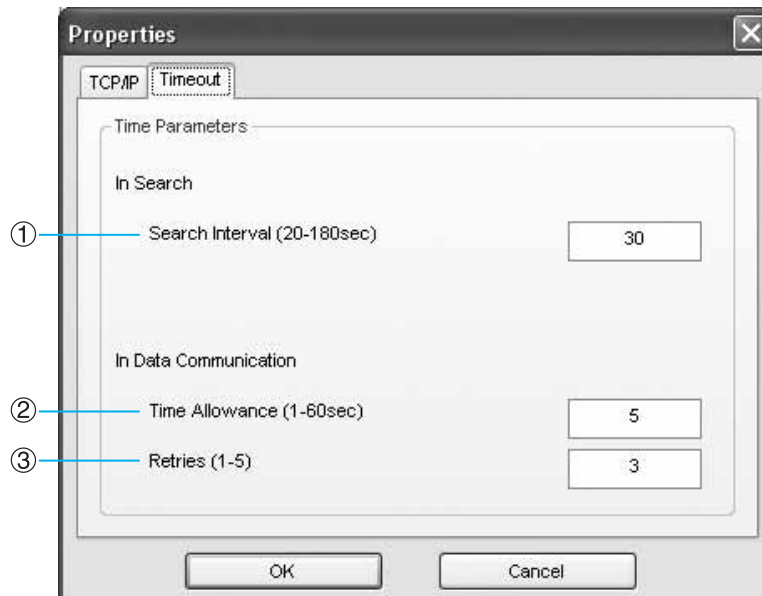 Properties
TCP/IP Timeout
Time Parameters
In Search
① Search Interval (20-180sec) 30
In Data Communication
② Time Allowance (1-60sec) 5
③ Retries (1-5) 3
OK Cancel